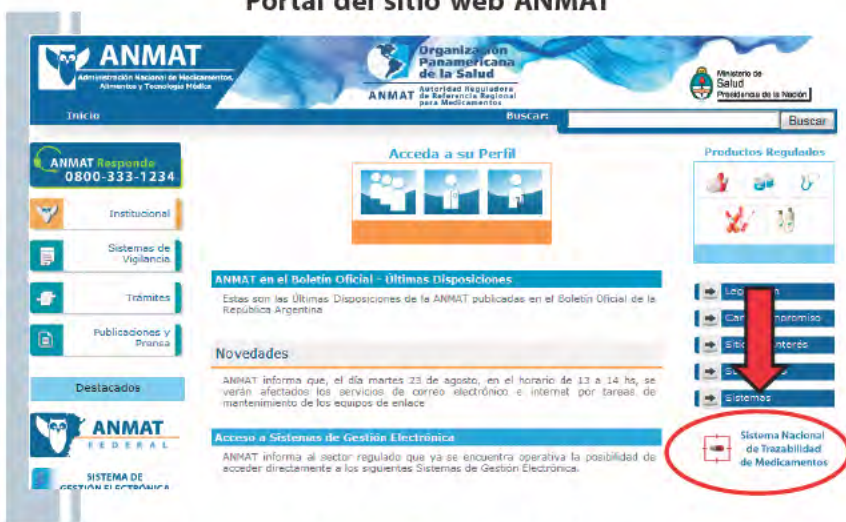 Portal del sitio web ANMAT
ANMAT
Administración Nacional de Medicamentos,
Alimentos y Tecnología Médica
Organización
Panamericana
de la Salud
ANMAT
Autoridad Reguladora
de Referencia Regional
para Medicamentos
Ministerio de
Salud
Presidencia de la Nación
Inicio
Buscar:
Buscar
ANMAT Responde
0800-333-1234
Institucional
Sistemas de
Vigilancia
Trámites
Publicaciones y
Prensa
Destacados
ANMAT
FEDERAL
SISTEMA DE
GESTIÓN ELECTRÓNICA
Acceda a su Perfil
ANMAT en el Boletín Oficial - Últimas Disposiciones
Estas son las Últimas Disposiciones de la ANMAT publicadas en el Boletín Oficial de la
República Argentina
Novedades
ANMAT informa que, el día martes 23 de agosto, en el horario de 13 a 14 hs, se
verán afectados los servicios de correo electrónico e internet por tareas de
mantenimiento de los equipos de enlace
Acceso a Sistemas de Gestión Electrónica
ANMAT informa al sector regulado que ya se encuentra operativa la posibilidad de
acceder directamente a los siguientes Sistemas de Gestión Electrónica.
Productos Regulados
Sistemas
Sistema Nacional
de Trazabilidad
de Medicamentos